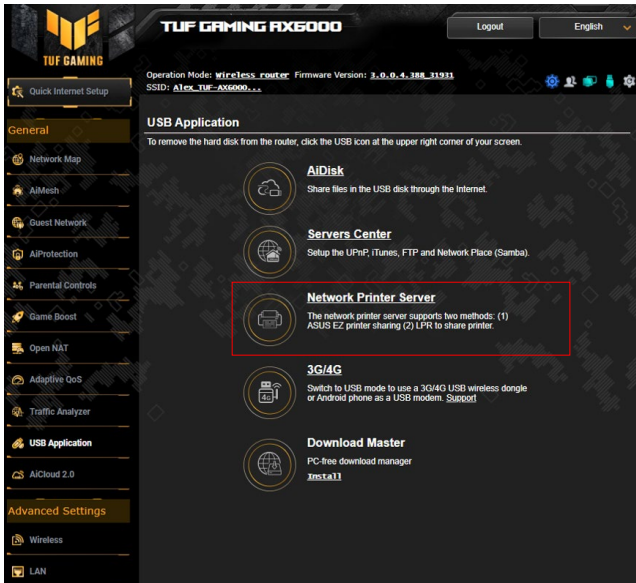 TUF GAMING
TUF GAMING AX6000
Logout
English
Operation Mode: Wireless router Firmware Version: 3.0.0.4.388_31931
SSID: Alex_TUF-AX6000...
Quick Internet Setup
General
Network Map
AiMesh
Guest Network
AiProtection
Parental Controls
Game Boost
Open NAT
Adaptive QoS
Traffic Analyzer
USB Application
AiCloud 2.0
Advanced Settings
Wireless
LAN
USB Application
To remove the hard disk from the router, click the USB icon at the upper right corner of your screen.
AiDisk
Share files in the USB disk through the Internet.
Servers Center
Setup the UPnP, iTunes, FTP and Network Place (Samba).
Network Printer Server
The network printer server supports two methods: (1)
ASUS EZ printer sharing (2) LPR to share printer.
4G
3G/4G
Switch to USB mode to use a 3G/4G USB wireless dongle
or Android phone as a USB modem. Support
Download Master
PC-free download manager
Install